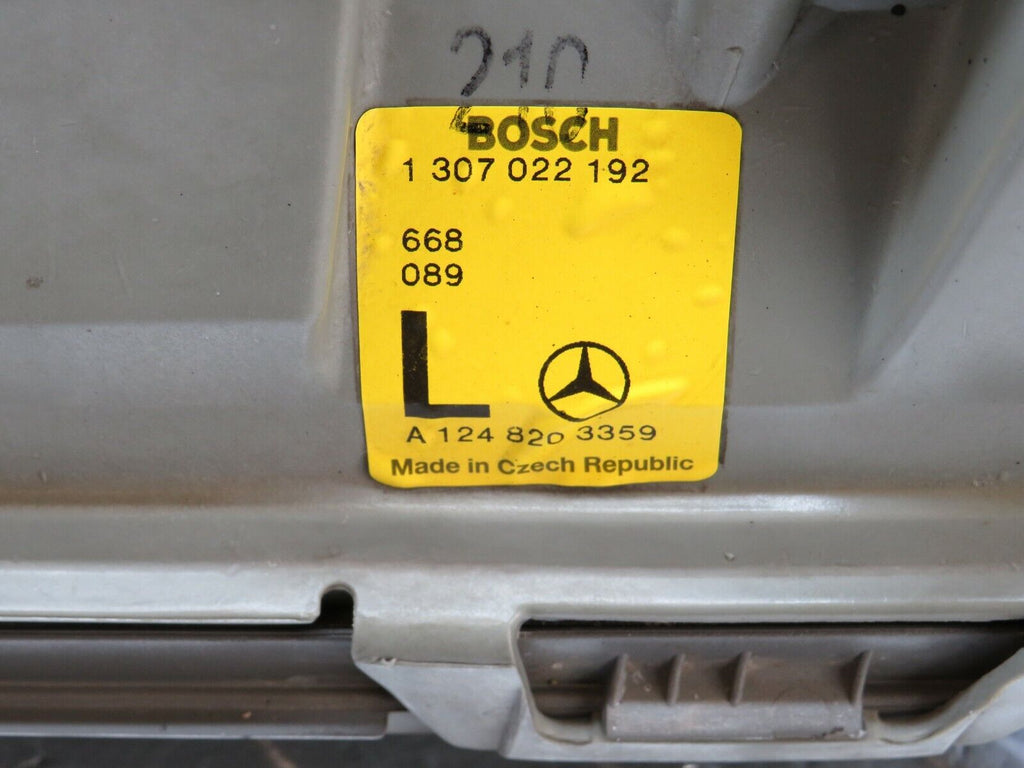 210
BOSCH
1 307 022 192
668
089
L
A 124 820 3359
Made in Czech Republic